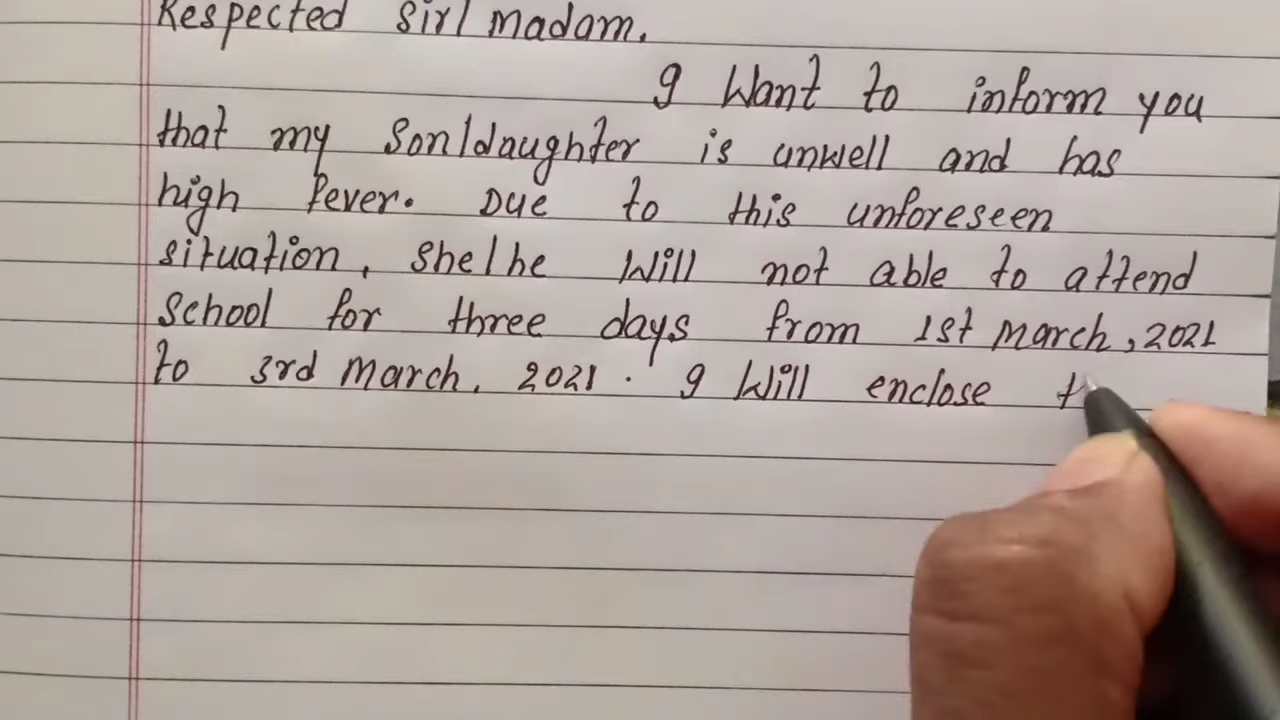 Respected Sir/madam.
I Want to inform you
that my Son/daughter is unwell and has
high fever. Due to this unforeseen
situation, She/he Will not able to attend
School for three days from 1st march, 2021
to 3rd march, 2021. I Will enclose